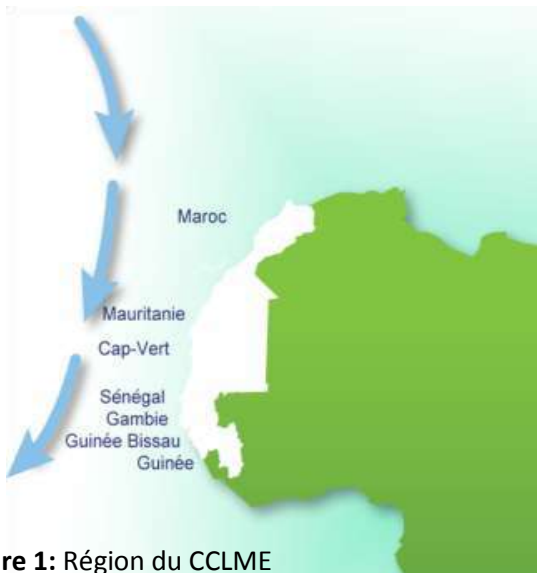 Maroc
Mauritanie
Cap-Vert
Sénégal
Gambie
Guinée Bissau
Guinée
re 1: Région du CCLME